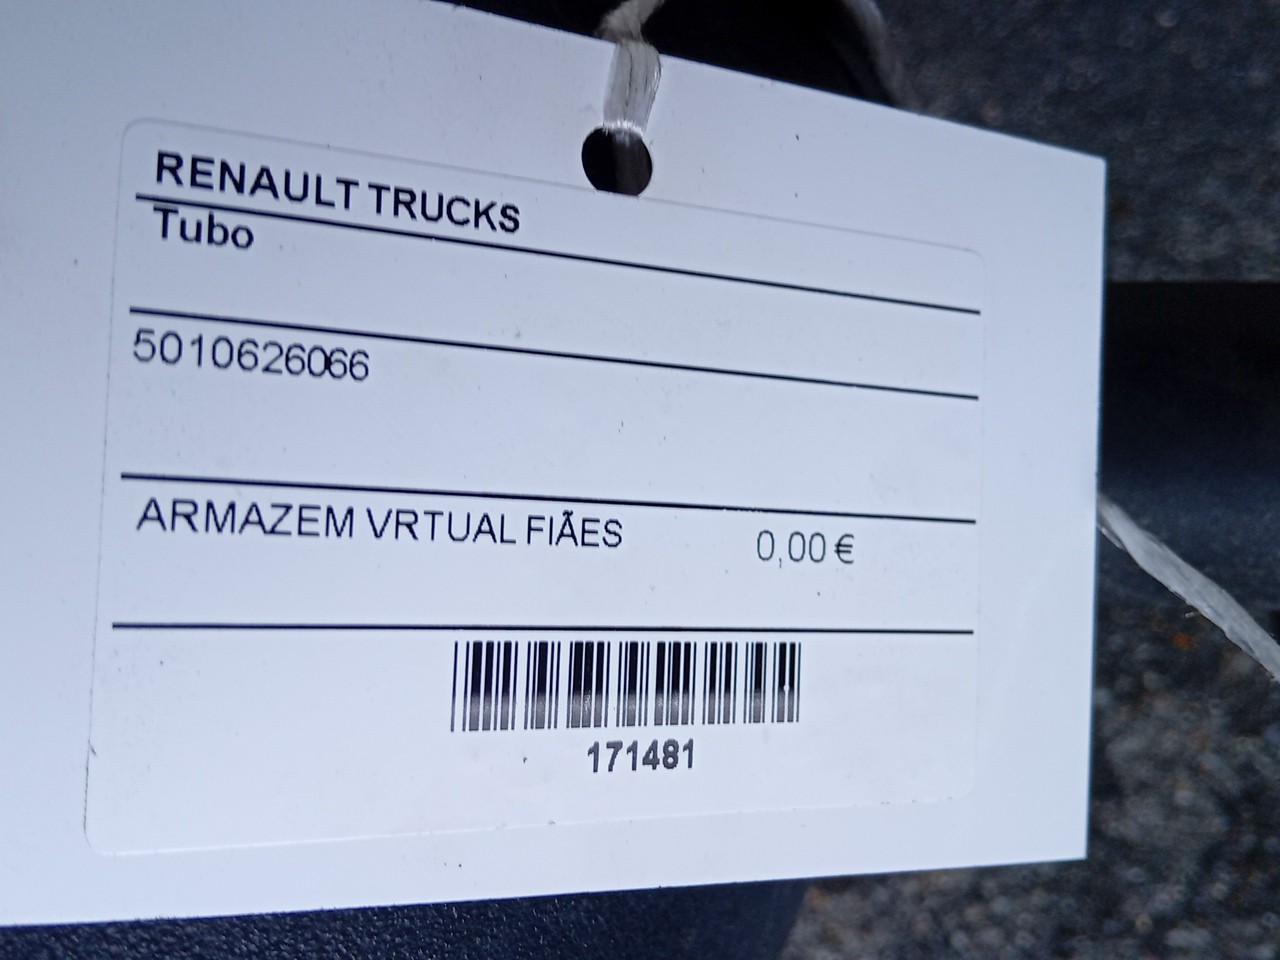 RENAULT TRUCKS
Tubo
5010626066
ARMAZEM VRTUAL FIÃES 0,00 €
171481